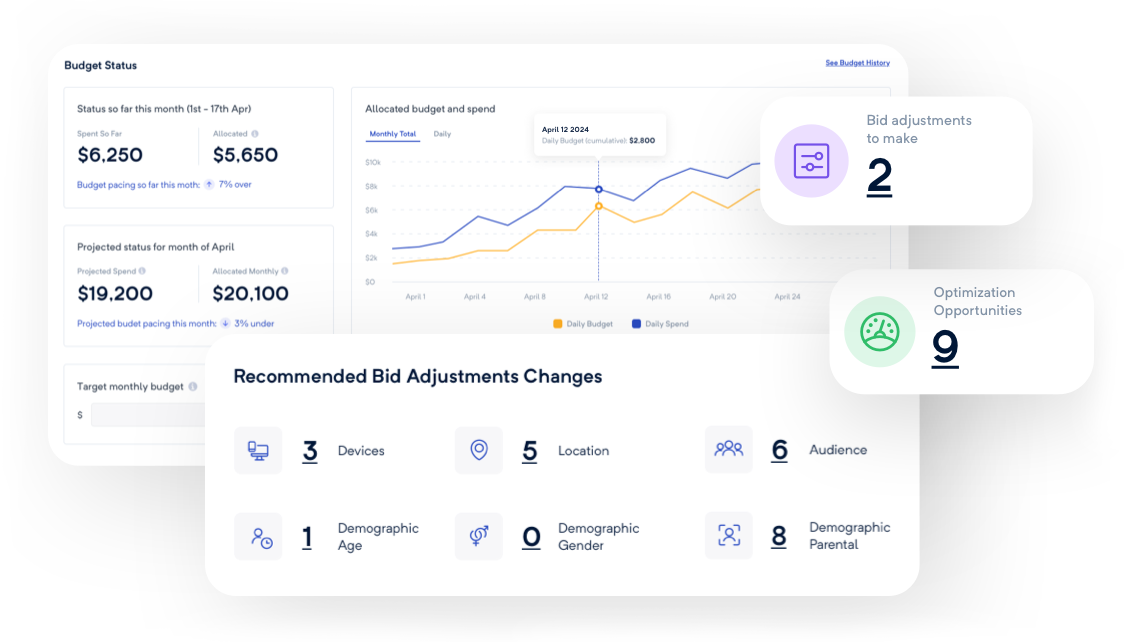 Budget Status
See Budget History
Status so far this month (1st - 17th Apr)
Spent So Far
Allocated
$6,250
$5,650
Budget pacing so far this moth: 7% over
Projected status for month of April
Projected Spend
Allocated Monthly
$19,200
$20,100
Projected budet pacing this month: 3% under
Target monthly budget
$
Allocated budget and spend
Monthly Total
Daily
April 12 2024
Daily Budget (cumulative): $2,800
$10k
$8k
$6k
$4k
$2k
$0
April 1
April 4
April 8
April 12
April 16
April 20
April 24
Daily Budget
Daily Spend
Bid adjustments
to make
2
Optimization
Opportunities
9
Recommended Bid Adjustments Changes
3 Devices
5 Location
6 Audience
1 Demographic
Age
0 Demographic
Gender
8 Demographic
Parental